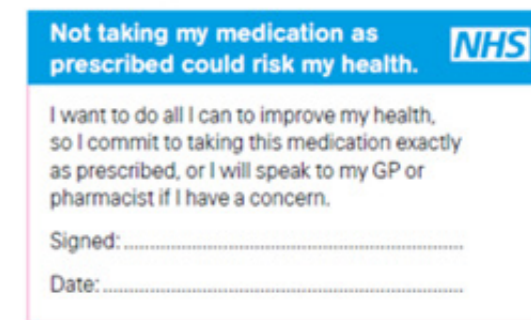 Not taking my medication as
prescribed could risk my health.
NHS
I want to do all I can to improve my health,
so I commit to taking this medication exactly
as prescribed, or I will speak to my GP or
pharmacist if I have a concern.
Signed:
Date: